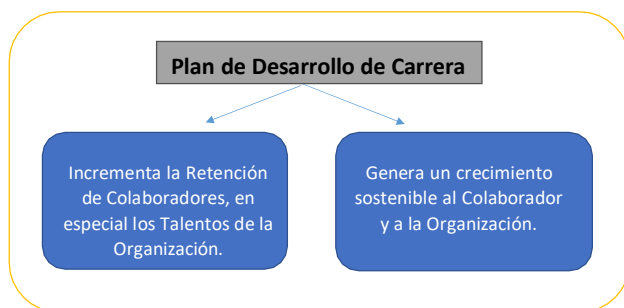 Plan de Desarrollo de Carrera
Incrementa la Retención
de Colaboradores, en
especial los Talentos de la
Organización.
Genera un crecimiento
sostenible al Colaborador
y a la Organización.